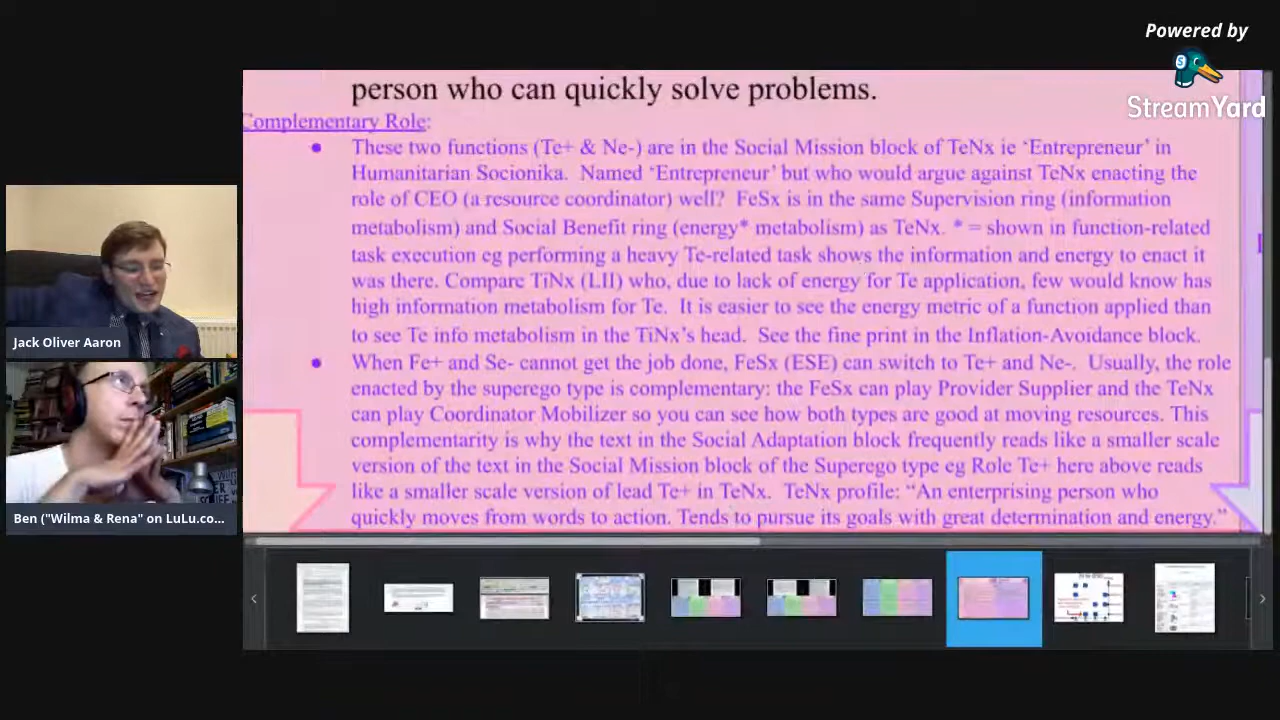 Powered by
StreamYard
person who can quickly solve problems.
Complementary Role:
These two functions (Te+ & Ne-) are in the Social Mission block of TeNx ie ‘Entrepreneur’ in
Humanitarian Socionika. Named ‘Entrepreneur’ but who would argue against TeNx enacting the
role of CEO (a resource coordinator) well? FeSx is in the same Supervision ring (information
metabolism) and Social Benefit ring (energy* metabolism) as TeNx. * = shown in function-related
task execution eg performing a heavy Te-related task shows the information and energy to enact it
was there. Compare TiNx (LII) who, due to lack of energy for Te application, few would know has
high information metabolism for Te. It is easier to see the energy metric of a function applied than
to see Te info metabolism in the TiNx’s head. See the fine print in the Inflation-Avoidance block.
When Fe+ and Se- cannot get the job done, FeSx (ESE) can switch to Te+ and Ne-. Usually, the role
enacted by the superego type is complementary: the FeSx can play Provider Supplier and the TeNx
can play Coordinator Mobilizer so you can see how both types are good at moving resources. This
complementarity is why the text in the Social Adaptation block frequently reads like a smaller scale
version of the text in the Social Mission block of the Superego type eg Role Te+ here above reads
like a smaller scale version of lead Te+ in TeNx. TeNx profile: “An enterprising person who
quickly moves from words to action. Tends to pursue its goals with great determination and energy.”
Jack Oliver Aaron
Ben ("Wilma & Rena" on LuLu.co...